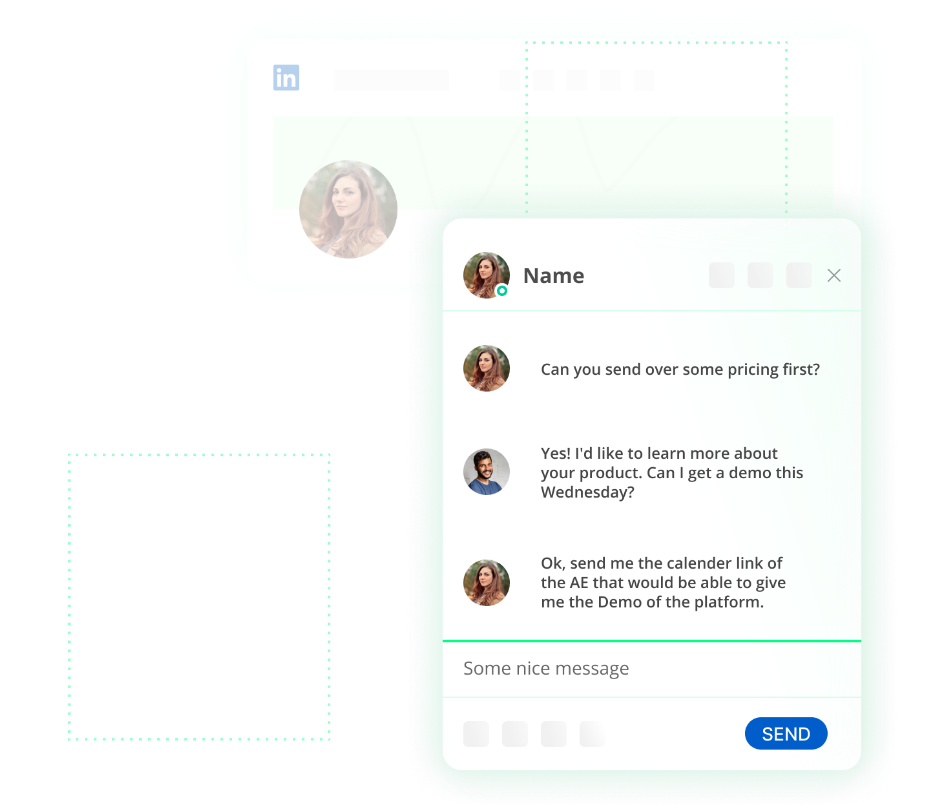 in
Name
Can you send over some pricing first?
Yes! I'd like to learn more about
your product. Can I get a demo this
Wednesday?
Ok, send me the calender link of
the AE that would be able to give
me the Demo of the platform.
Some nice message
SEND